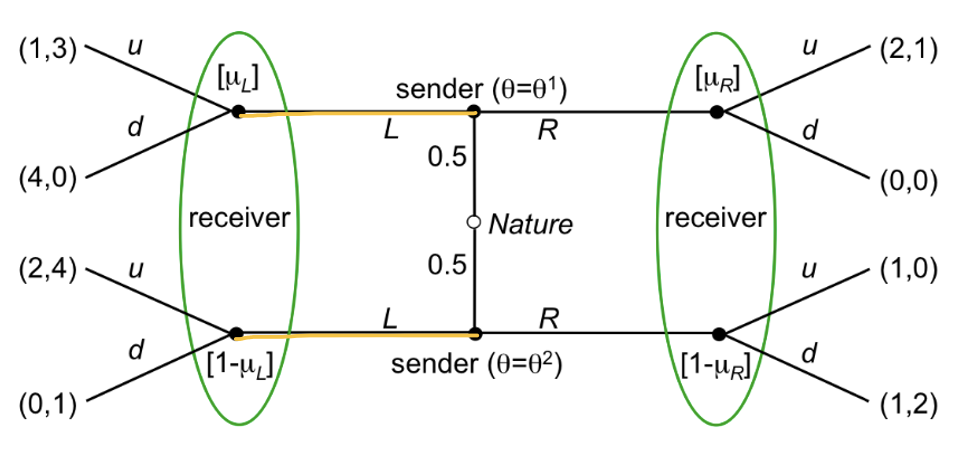 (1,3) u u (2,1)
[μL] sender (θ=θ¹) [μR]
d L R d
0.5
(4,0) (0,0)
receiver Nature receiver
(2,4) u 0.5 u (1,0)
L R
d [1-μL] sender (θ=θ²) [1-μR] d
(0,1) (1,2)